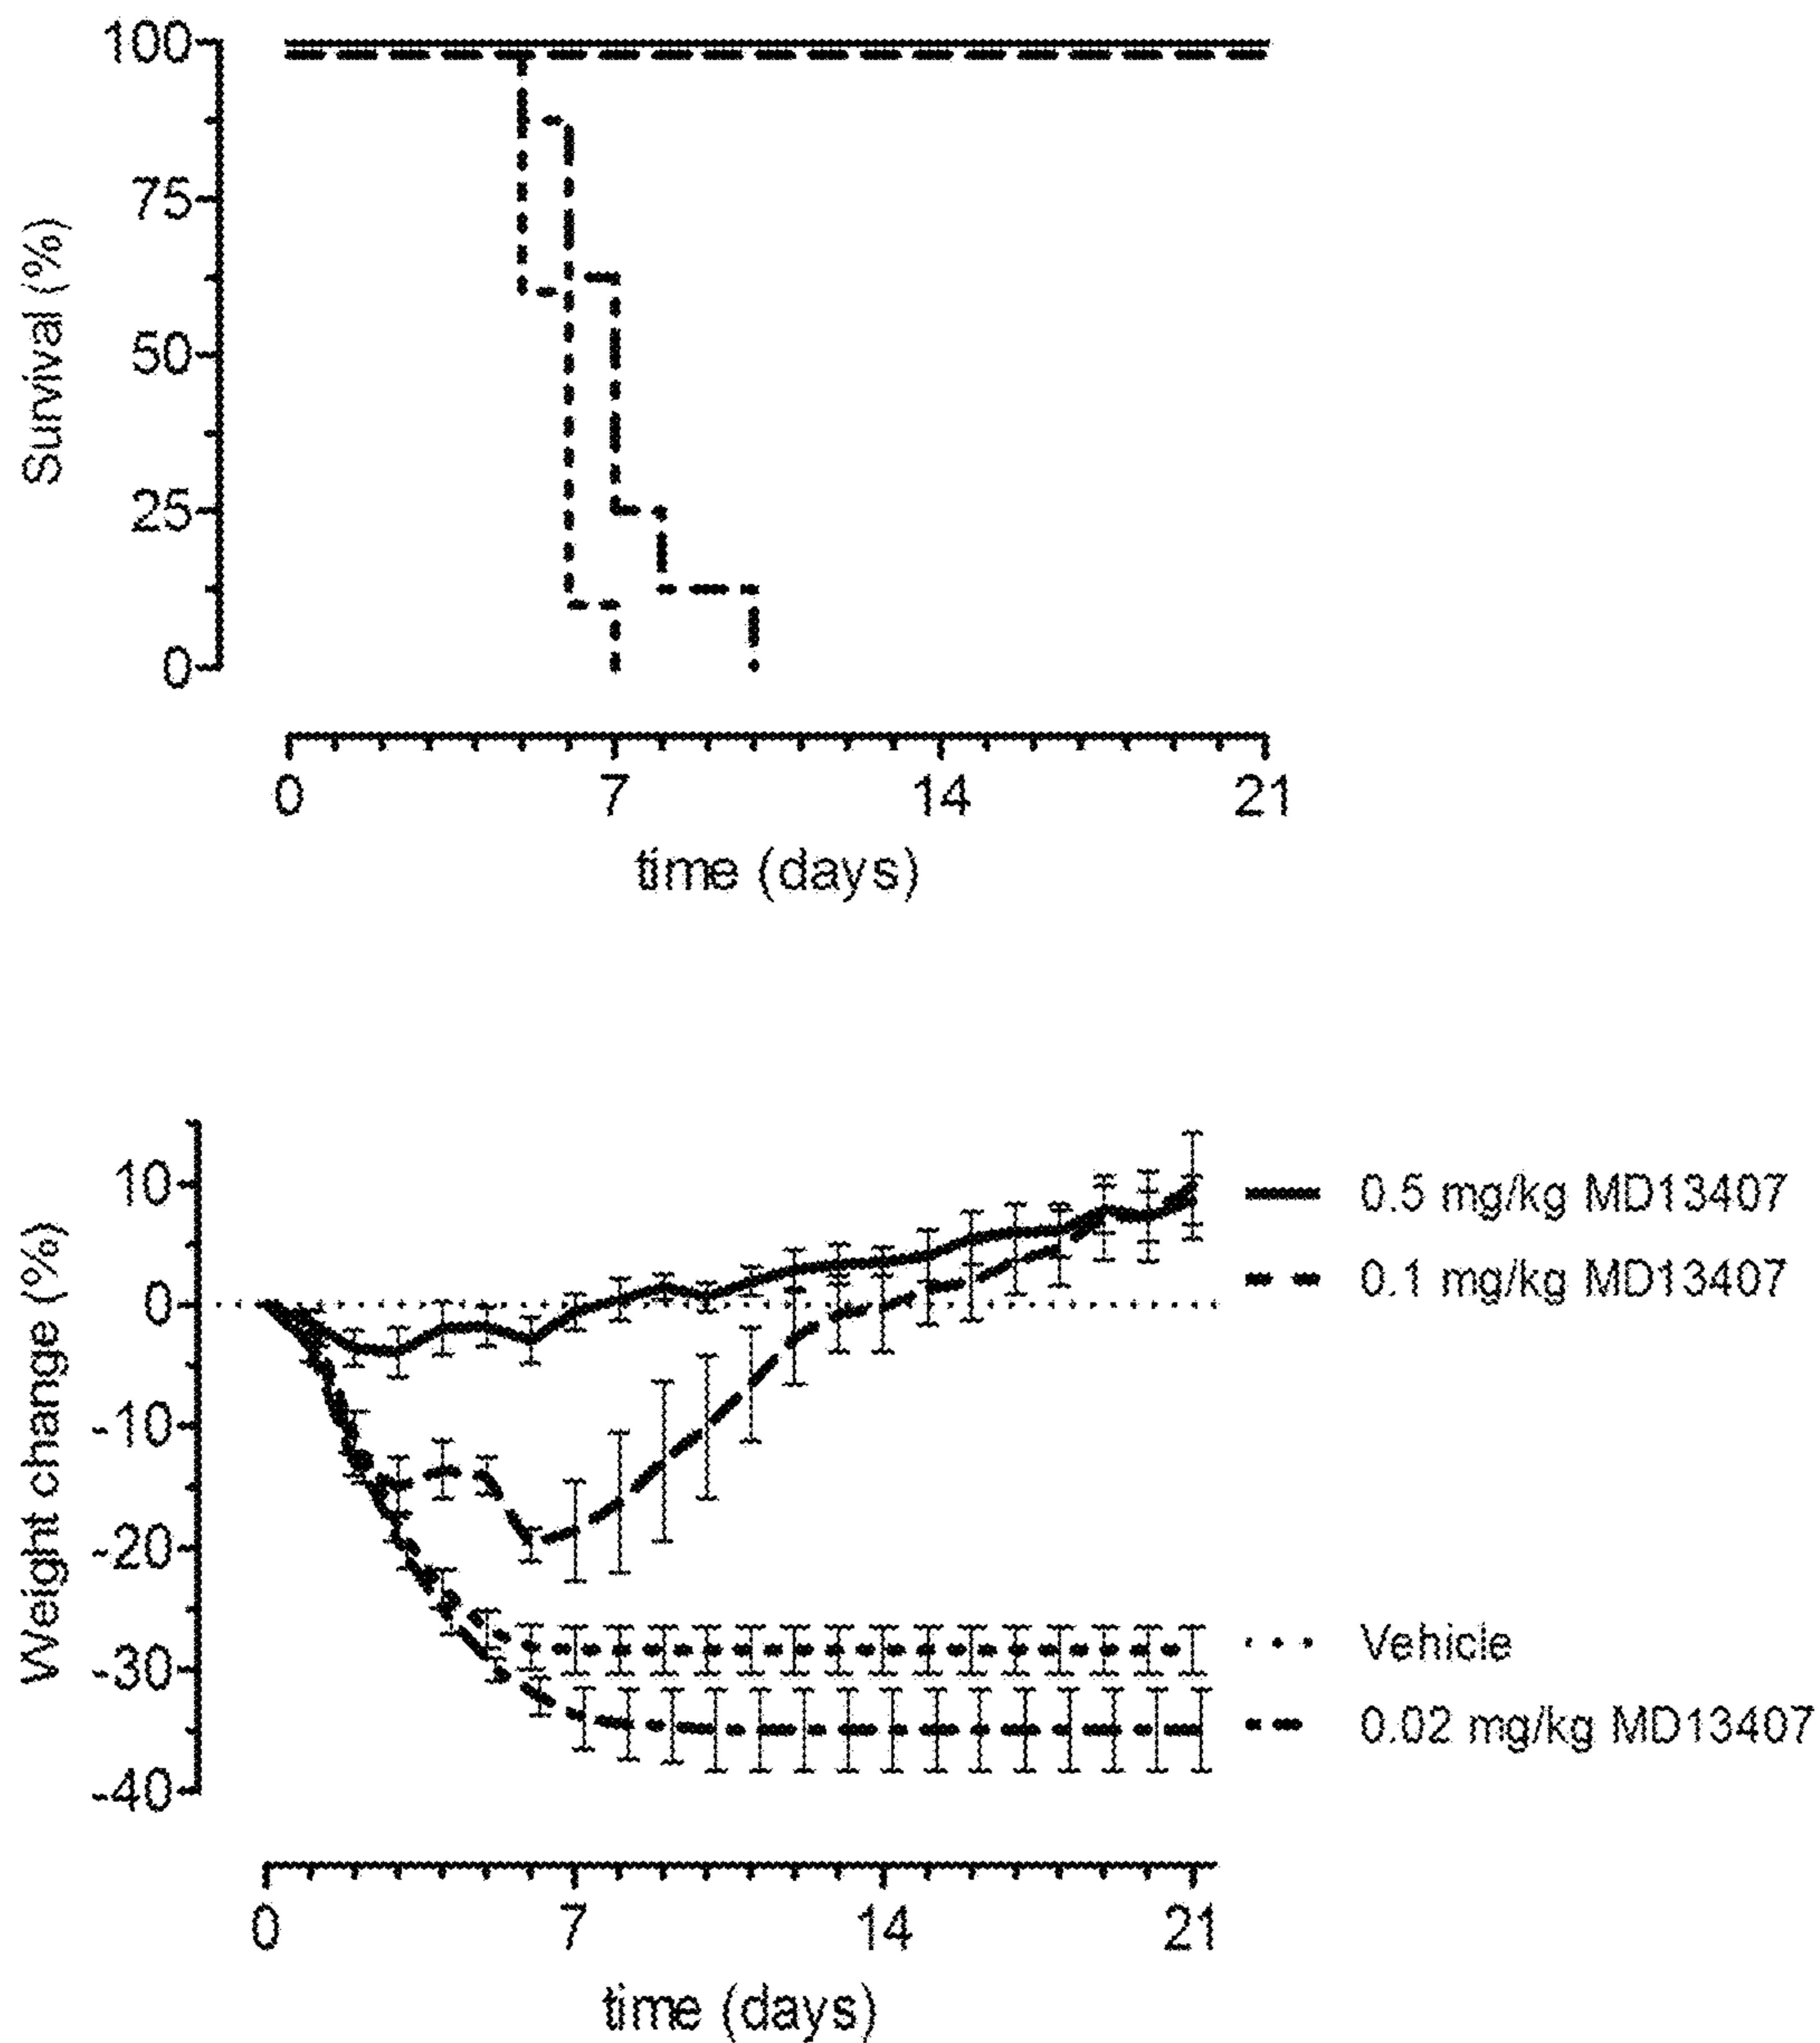 100
75
50
25
0
Survival (%)
0 7 14 21
time (days)
10
0
-10
-20
-30
-40
Weight change (%)
0.5 mg/kg MD13407
0.1 mg/kg MD13407
Vehicle
0.02 mg/kg MD13407
0 7 14 21
time (days)